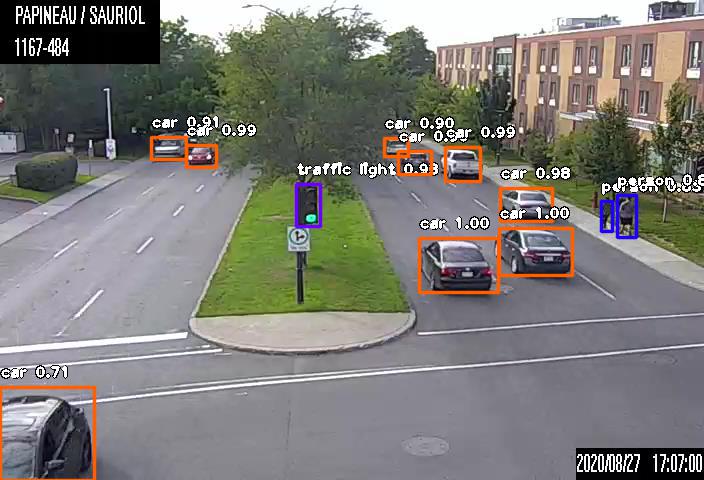 PAPINEAU / SAURIOL
1167-484
car 0.91
car 0.99
car 0.90
car 0.99
traffic light 0.93
car 0.98
person
person
car 1.00
car 1.00
car 0.71
2020/08/27 17:07:00